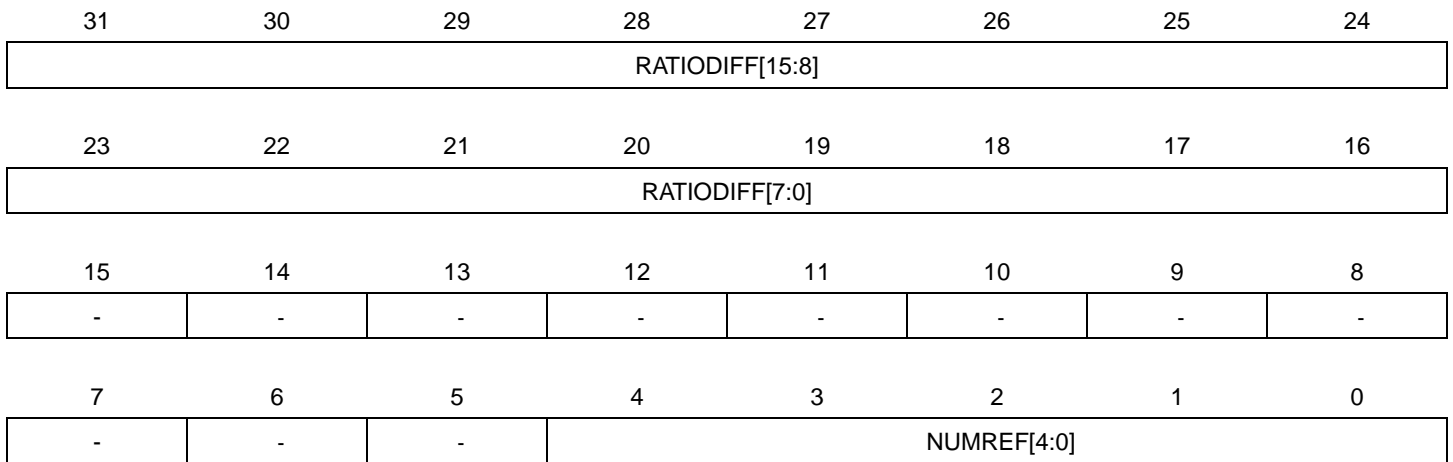 31 30 29 28 27 26 25 24
RATIODIFF[15:8]
23 22 21 20 19 18 17 16
RATIODIFF[7:0]
15 14 13 12 11 10 9 8
- - - - - - - -
7 6 5 4 3 2 1 0
- - - NUMREF[4:0]